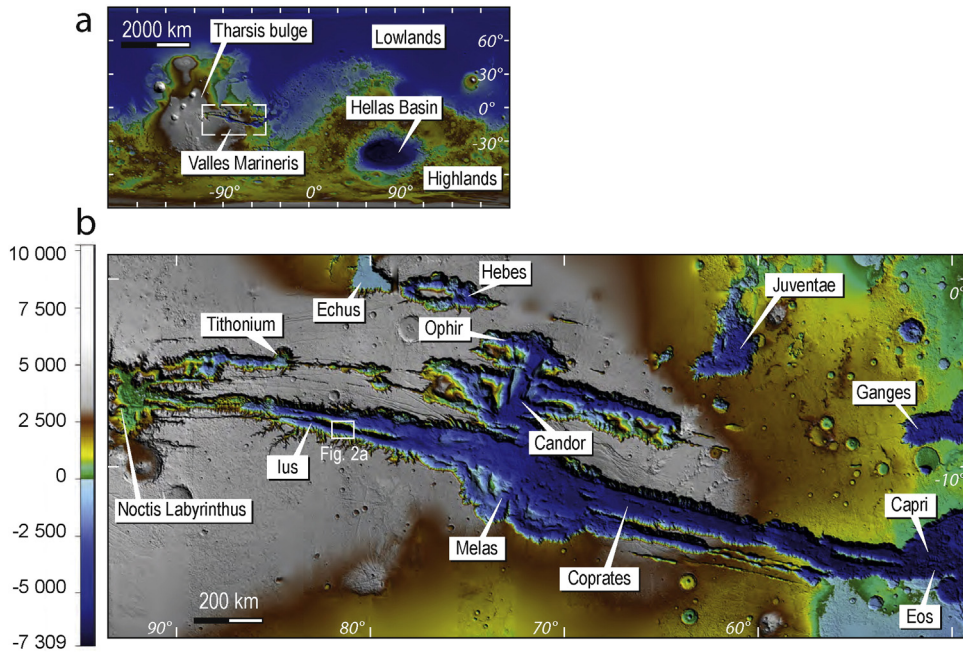 a
2000 km
Tharsis bulge
Lowlands
60°
30°
0°
-30°
Hellas Basin
Valles Marineris
Highlands
-90°
0°
90°
b
10 000
7 500
5 000
2 500
0
-2 500
-5 000
-7 309
Echus
Hebes
Juventae
0°
Tithonium
Ophir
Ganges
Ius
Fig. 2a
Candor
-10°
Noctis Labyrinthus
Melas
Coprates
Capri
Eos
200 km
90°
80°
70°
60°